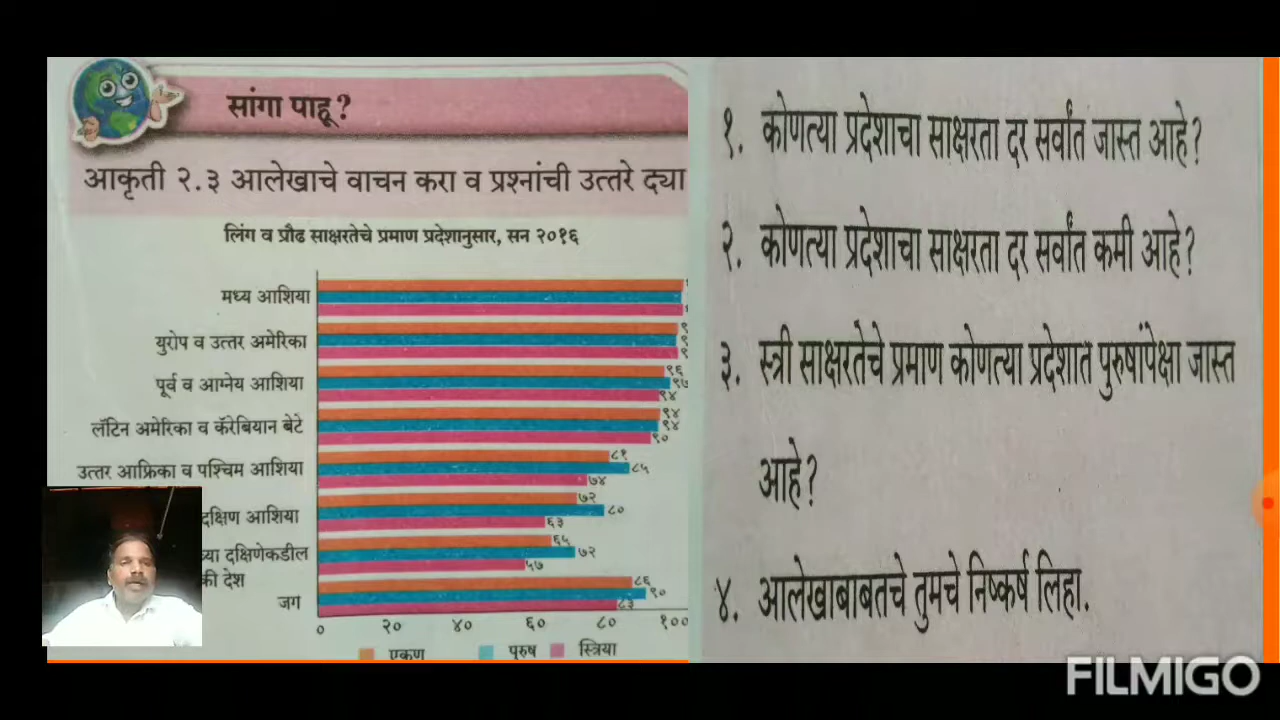 सांगा पाहू?
आकृती २.३ आलेखाचे वाचन करा व प्रश्नांची उत्तरे द्या
लिंग व प्रौढ साक्षरतेचे प्रमाण प्रदेशानुसार, सन २०१६
मध्य आशिया
युरोप व उत्तर अमेरिका
पूर्व व आग्नेय आशिया
९६
९७
९४
लॅटिन अमेरिका व कॅरेबियान बेटे
९४
९४
९०
उत्तर आफ्रिका व पश्चिम आशिया
८१
८५
७४
दक्षिण आशिया
७२
८०
६३
च्या दक्षिणेकडील
की देश
६५
७२
५७
जग
८६
९०
८३
० २० ४० ६० ८० १००
एकूण पुरुष स्त्रिया
१. कोणत्या प्रदेशाचा साक्षरता दर सर्वांत जास्त आहे?
२. कोणत्या प्रदेशाचा साक्षरता दर सर्वांत कमी आहे?
३. स्त्री साक्षरतेचे प्रमाण कोणत्या प्रदेशात पुरुषांपेक्षा जास्त
आहे?
४. आलेखाबाबतचे तुमचे निष्कर्ष लिहा.
FILMIGO